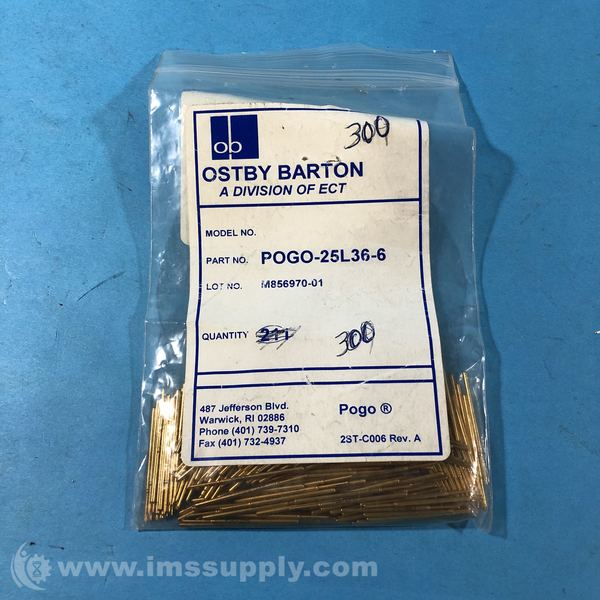 300
ob
OSTBY BARTON
A DIVISION OF ECT
MODEL NO.
PART NO. POGO-25L36-6
LOT NO. M856970-01
QUANTITY 211 300
487 Jefferson Blvd.
Warwick, RI 02886
Phone (401) 739-7310
Fax (401) 732-4937
Pogo ®
2ST-C006 Rev. A
www.imssupply.com